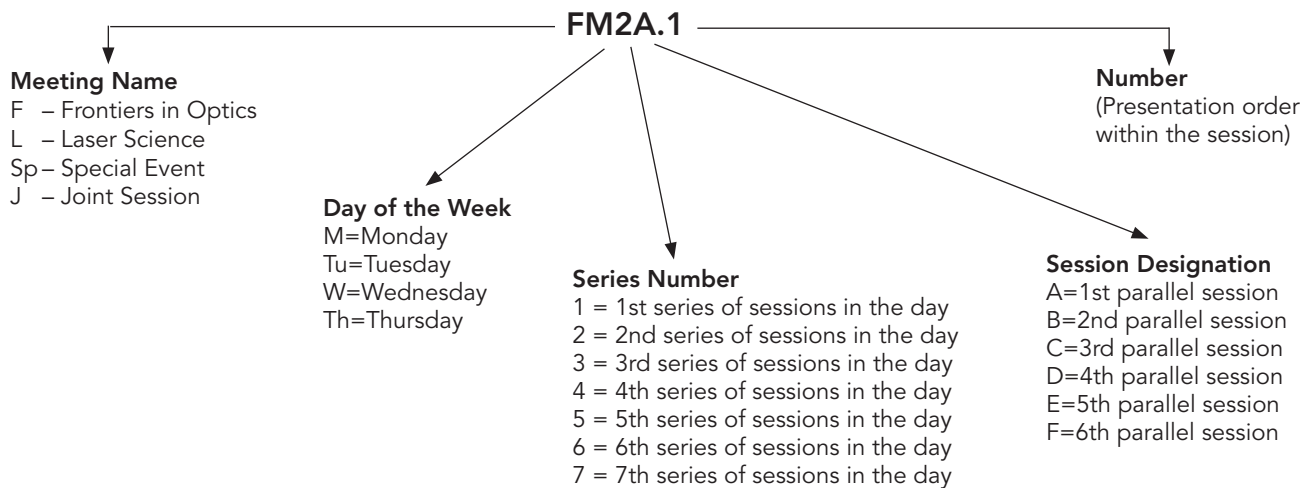 FM2A.1
Meeting Name
F – Frontiers in Optics
L – Laser Science
Sp – Special Event
J – Joint Session
Day of the Week
M=Monday
Tu=Tuesday
W=Wednesday
Th=Thursday
Series Number
1 = 1st series of sessions in the day
2 = 2nd series of sessions in the day
3 = 3rd series of sessions in the day
4 = 4th series of sessions in the day
5 = 5th series of sessions in the day
6 = 6th series of sessions in the day
7 = 7th series of sessions in the day
Session Designation
A=1st parallel session
B=2nd parallel session
C=3rd parallel session
D=4th parallel session
E=5th parallel session
F=6th parallel session
Number
(Presentation order
within the session)